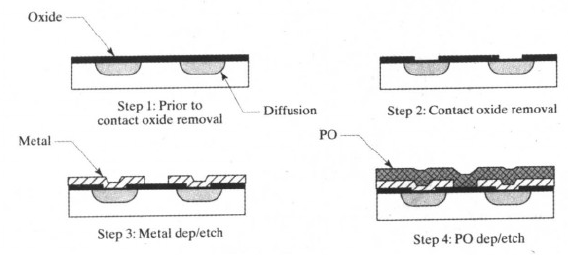 Oxide
Step 1: Prior to
contact oxide removal
Diffusion
Step 2: Contact oxide removal
Metal
PO
Step 3: Metal dep/etch
Step 4: PO dep/etch